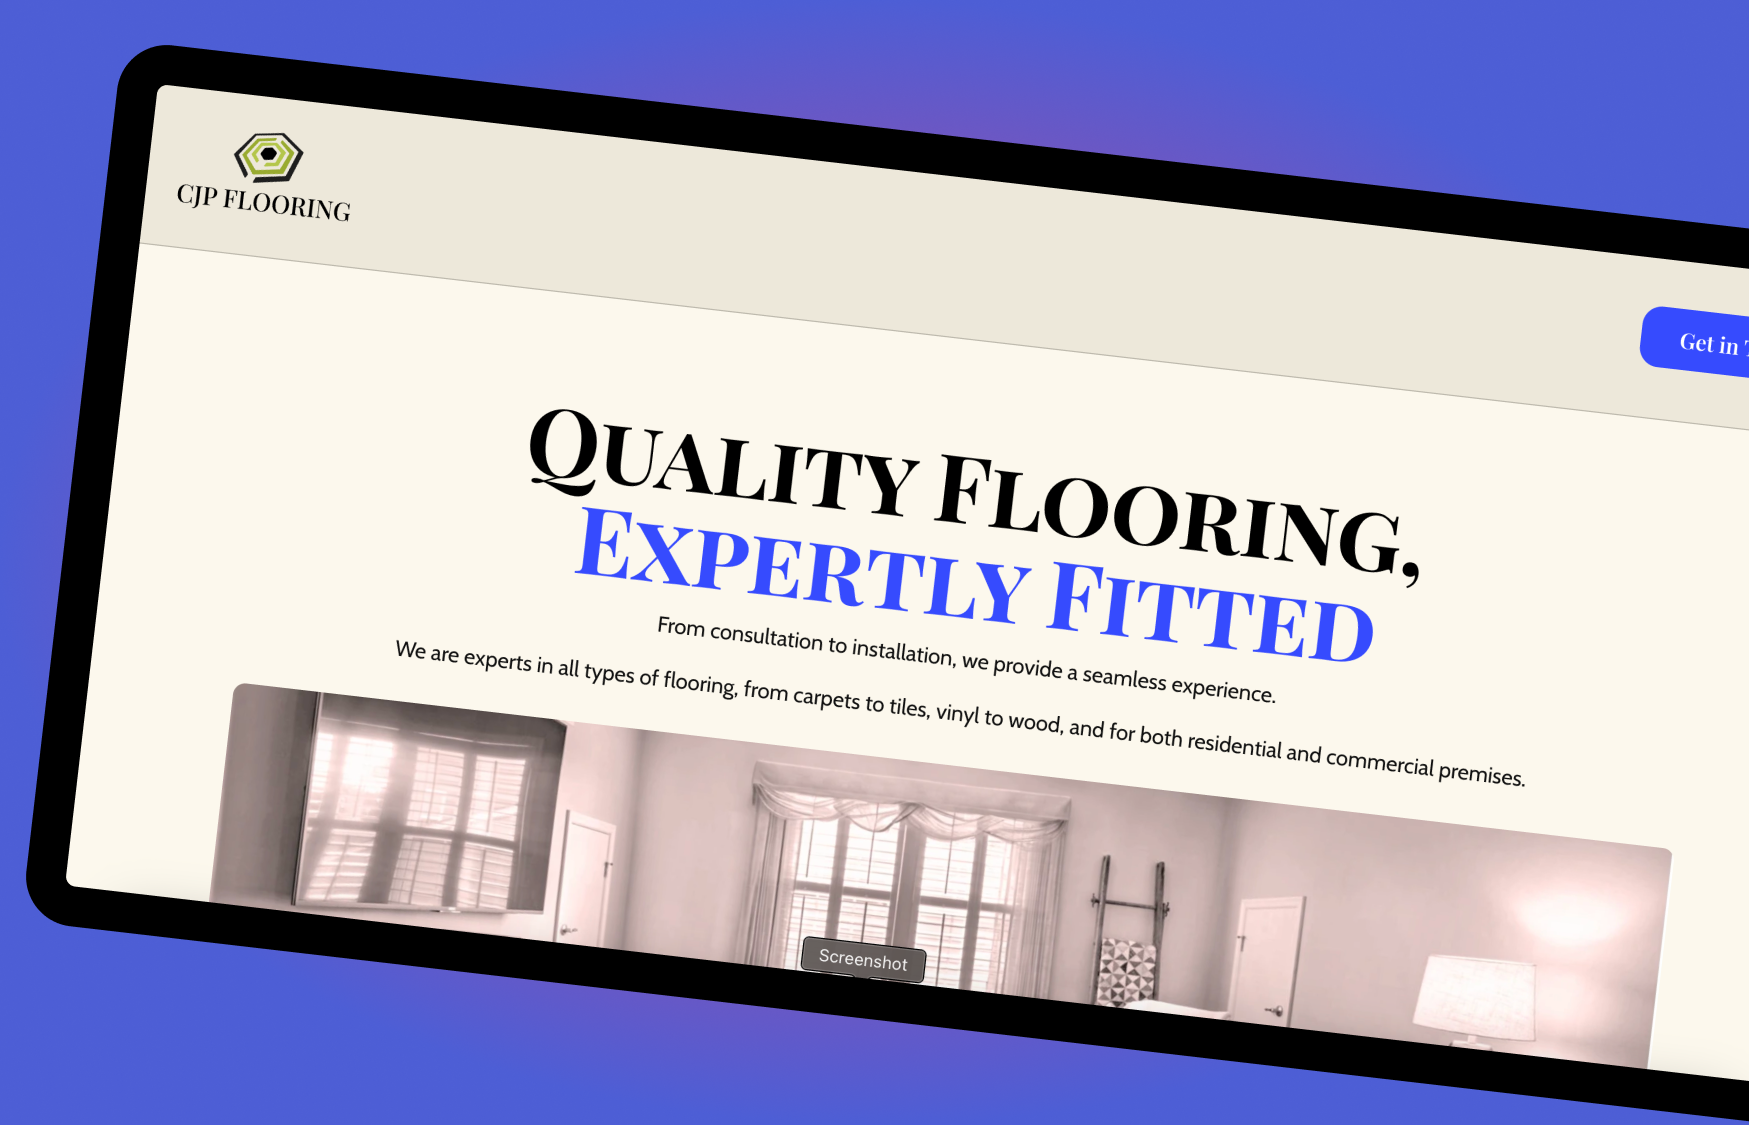 CJP FLOORING
Get in
QUALITY FLOORING,
EXPERTLY FITTED
From consultation to installation, we provide a seamless experience.
We are experts in all types of flooring, from carpets to tiles, vinyl to wood, and for both residential and commercial premises.
Screenshot